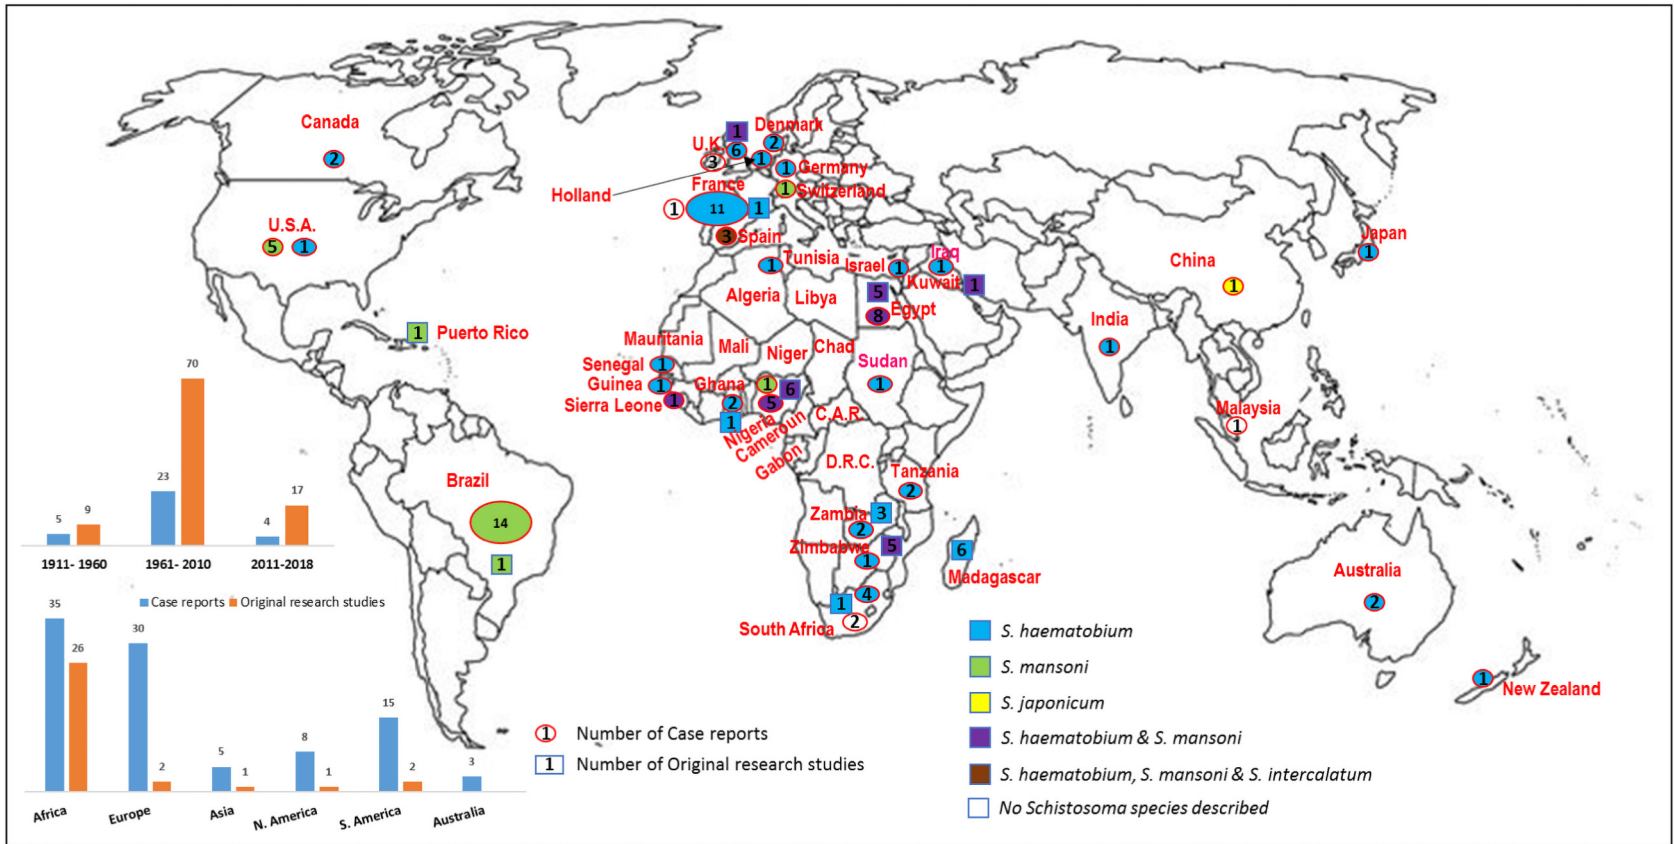 Canada
2
U.S.A.
5 1
1 Puerto Rico
Denmark
1
2
U.K.
6
3
1
Holland
1 Germany
France
1 Switzerland
1 11 1
3 Spain
Tunisia
1
Israel
1
Iraq
1
Kuwait 1
5
8 Egypt
Algeria
Libya
Mauritania
Mali
Niger
Chad
Sudan
1
Senegal 1
Guinea 1
Sierra Leone 1
Ghana
2
1
1
6
5
Nigeria
Cameroun
Gabon
C.A.R.
D.R.C.
Tanzania
2
3
Zambia
2
Zimbabwe 5
1
6
Madagascar
4
1
South Africa 2
Brazil
14
1
China
1
Japan
1
India
1
Malaysia
1
Australia
2
1 New Zealand
70
23
17
5 9
4
1911- 1960 1961- 2010 2011-2018
Case reports Original research studies
35
26
30
2
5
1
8
1
15
2
3
Africa Europe Asia N. America S. America Australia
1 Number of Case reports
1 Number of Original research studies
S. haematobium
S. mansoni
S. japonicum
S. haematobium & S. mansoni
S. haematobium, S. mansoni & S. intercalatum
No Schistosoma species described